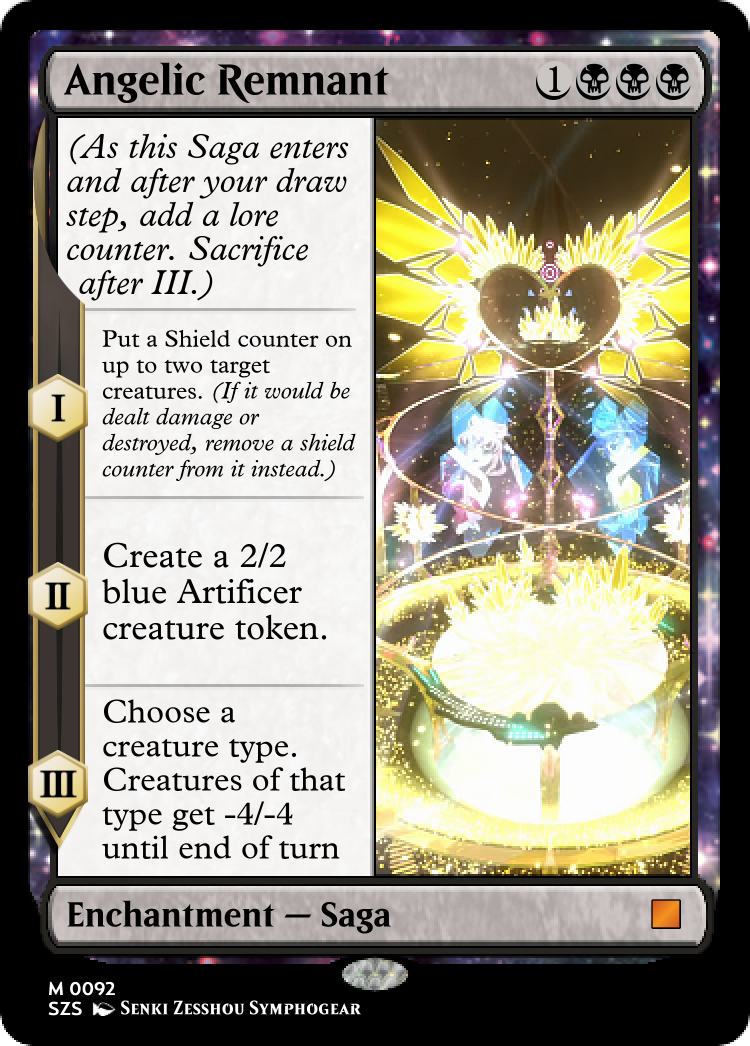 Angelic Remnant 1
(As this Saga enters
and after your draw
step, add a lore
counter. Sacrifice
after III.)
I
Put a Shield counter on
up to two target
creatures. (If it would be
dealt damage or
destroyed, remove a shield
counter from it instead.)
II
Create a 2/2
blue Artificer
creature token.
III
Choose a
creature type.
Creatures of that
type get -4/-4
until end of turn
Enchantment — Saga
M 0092
SZS Senki Zesshou Symphogear